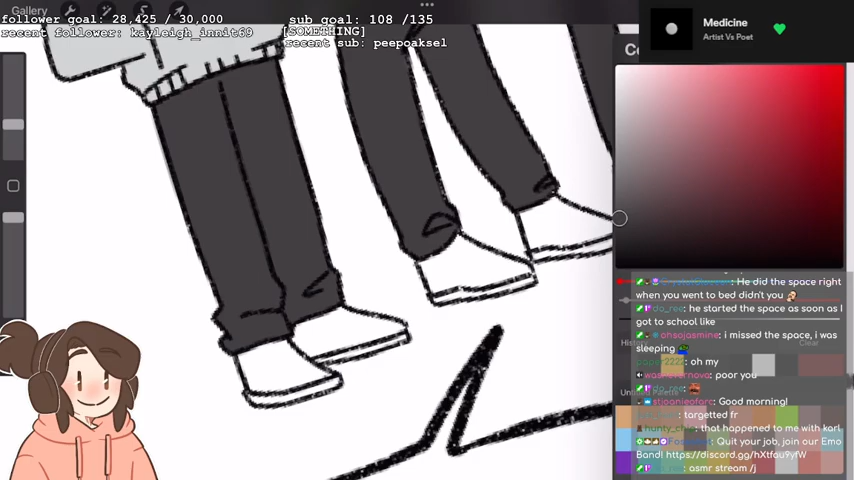 Gallery
follower goal: 28,425 / 30,000
sub goal: 108 /135
recent follower: kayleigh_innit69
[SOMETHING]
recent sub: peepoaksel
Medicine
Artist Vs Poet
He did the space right
when you went to bed didn't you
do_ree: he started the space as soon as I
got to school like
ahsojasmine: i missed the space, i was
sleeping
oh my
Clear
poor you
Good morning!
targetted fr
that happened to me with karl
Quit your job, join our Emo
Band! https://discord.gg/hXtfau9yfW
asmr stream /j